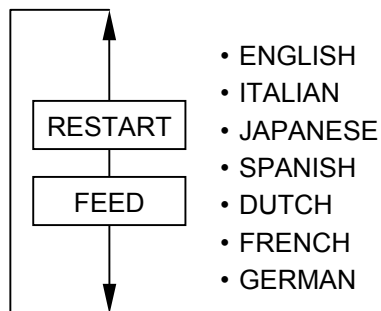 RESTART
FEED
• ENGLISH
• ITALIAN
• JAPANESE
• SPANISH
• DUTCH
• FRENCH
• GERMAN